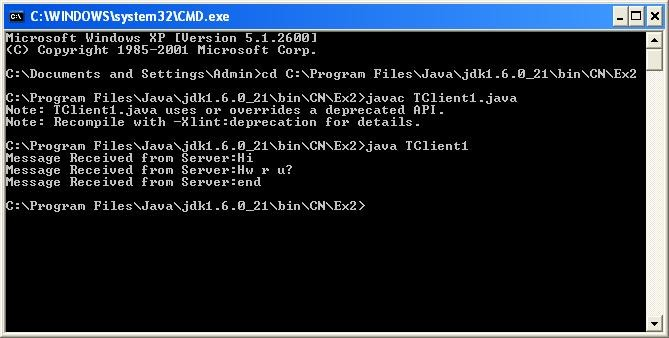 C:\WINDOWS\system32\CMD.exe
Microsoft Windows XP [Version 5.1.2600]
(C) Copyright 1985-2001 Microsoft Corp.
C:\Documents and Settings\Admin>cd C:\Program Files\Java\jdk1.6.0_21\bin\CN\Ex2
C:\Program Files\Java\jdk1.6.0_21\bin\CN\Ex2>javac TClient1.java
Note: TClient1.java uses or overrides a deprecated API.
Note: Recompile with -Xlint:deprecation for details.
C:\Program Files\Java\jdk1.6.0_21\bin\CN\Ex2>java TClient1
Message Received from Server:Hi
Message Received from Server:Hw r u?
Message Received from Server:end
C:\Program Files\Java\jdk1.6.0_21\bin\CN\Ex2>